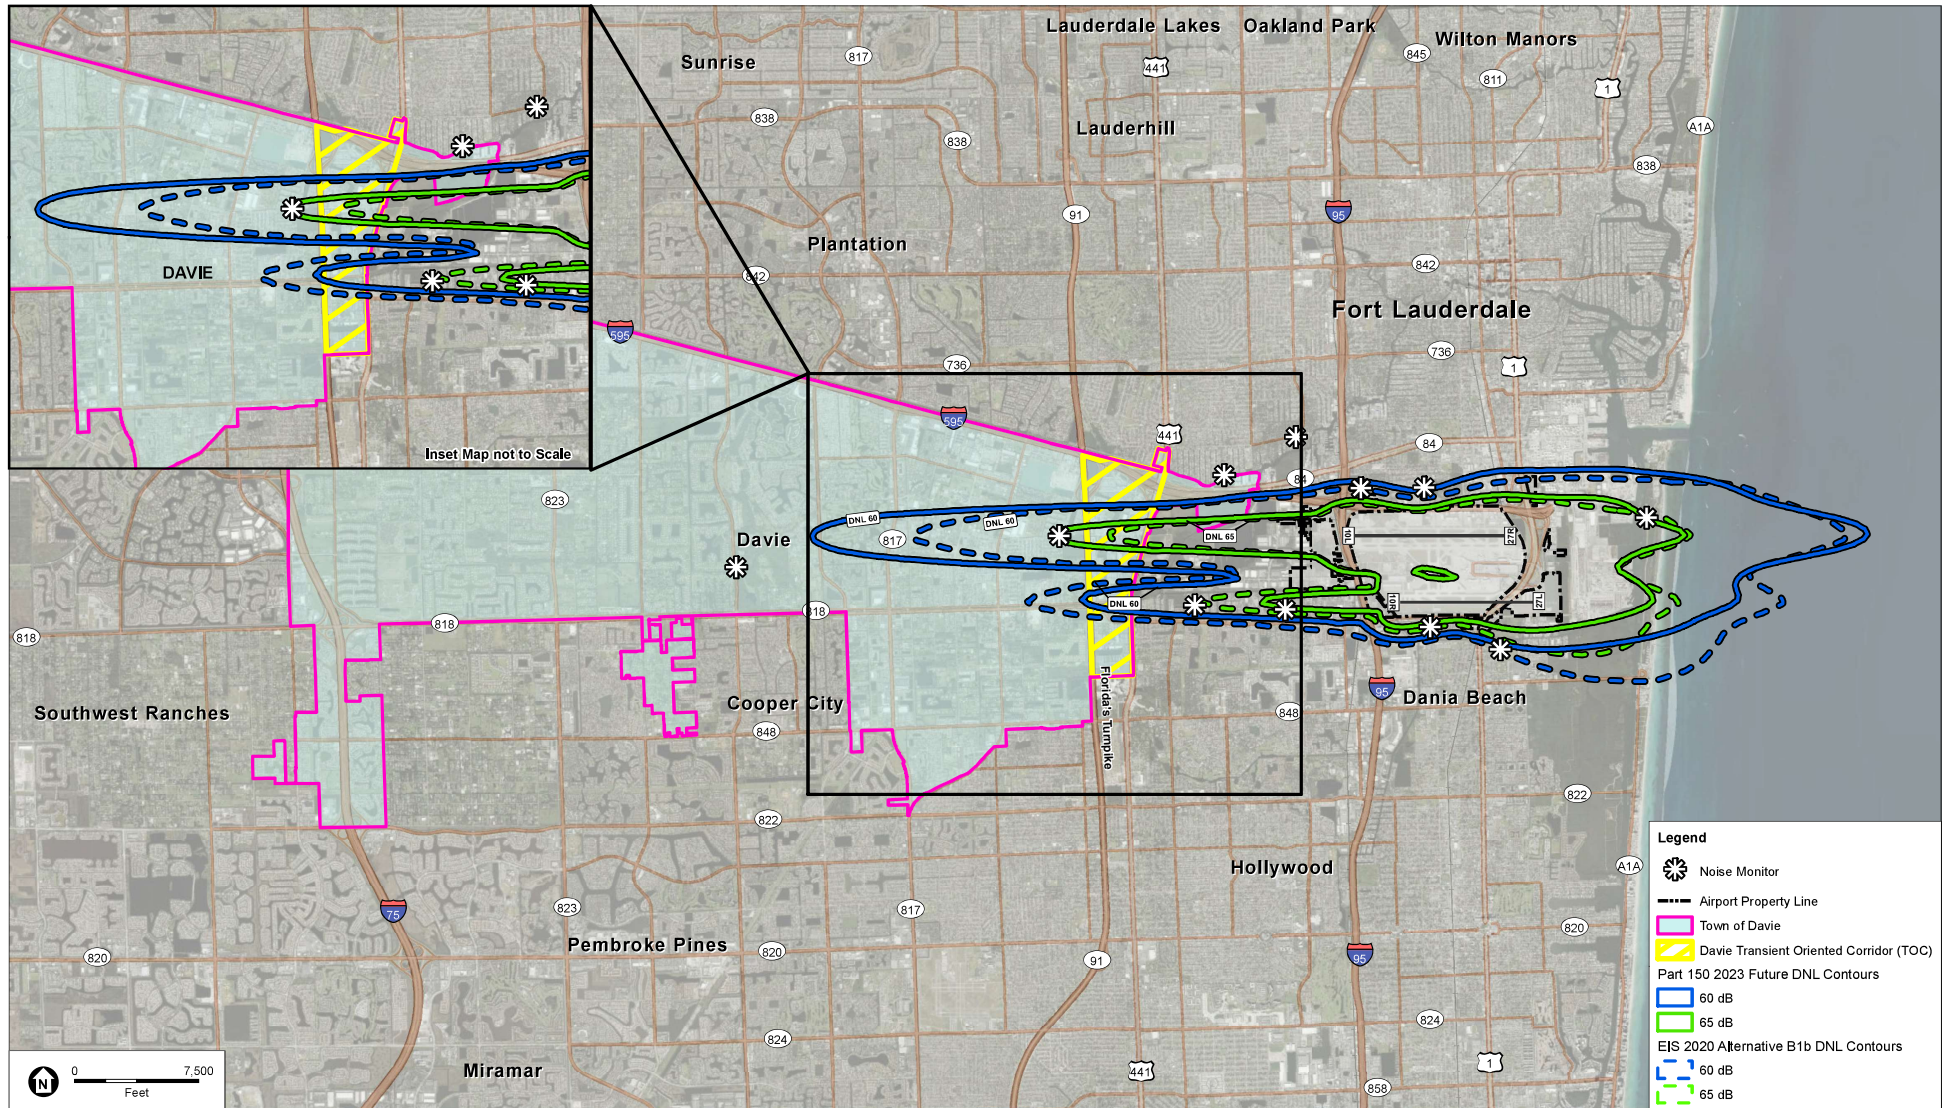 Lauderdale Lakes
Oakland Park
Wilton Manors
Sunrise
817
441
845
811
1
838
A1A
Lauderhill
838
838
91
95
Plantation
842
842
Fort Lauderdale
DAVIE
Inset Map not to Scale
595
736
736
1
595
441
84
84
823
DNL 60
DNL 60
817
DNL 65
10L
27R
Davie
DNL 60
10R
27L
818
818
818
Florida's Turnpike
95
Dania Beach
Southwest Ranches
Cooper City
848
848
822
822
Hollywood
A1A
75
823
817
Pembroke Pines
820
820
820
91
95
824
824
Miramar
441
1
858
N
0
7,500
Feet
Legend
Noise Monitor
Airport Property Line
Town of Davie
Davie Transient Oriented Corridor (TOC)
Part 150 2023 Future DNL Contours
60 dB
65 dB
EIS 2020 Alternative B1b DNL Contours
60 dB
65 dB